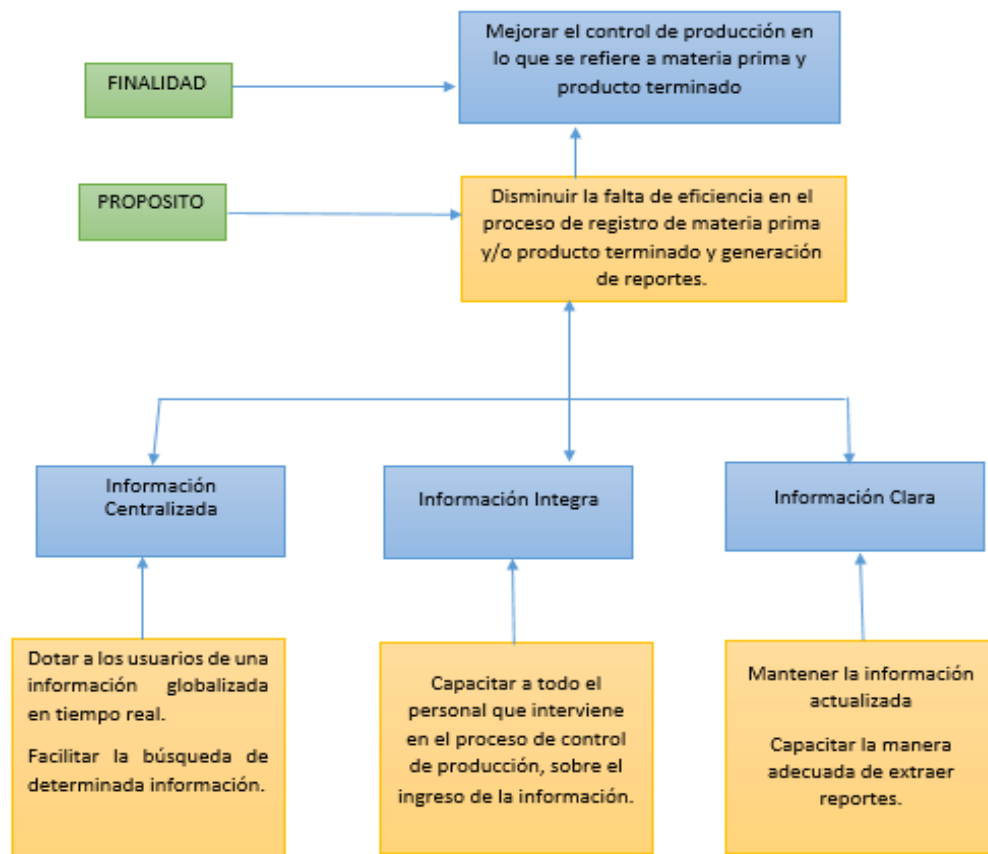 Mejorar el control de producción en
lo que se refiere a materia prima y
producto terminado
FINALIDAD
PROPOSITO
Disminuir la falta de eficiencia en el
proceso de registro de materia prima
y/o producto terminado y generación
de reportes.
Información
Centralizada
Información Integra
Información Clara
Dotar a los usuarios de una
información globalizada
en tiempo real.
Facilitar la búsqueda de
determinada información.
Capacitar a todo el
personal que interviene
en el proceso de control
de producción, sobre el
ingreso de la información.
Mantener la información
actualizada
Capacitar la manera
adecuada de extraer
reportes.